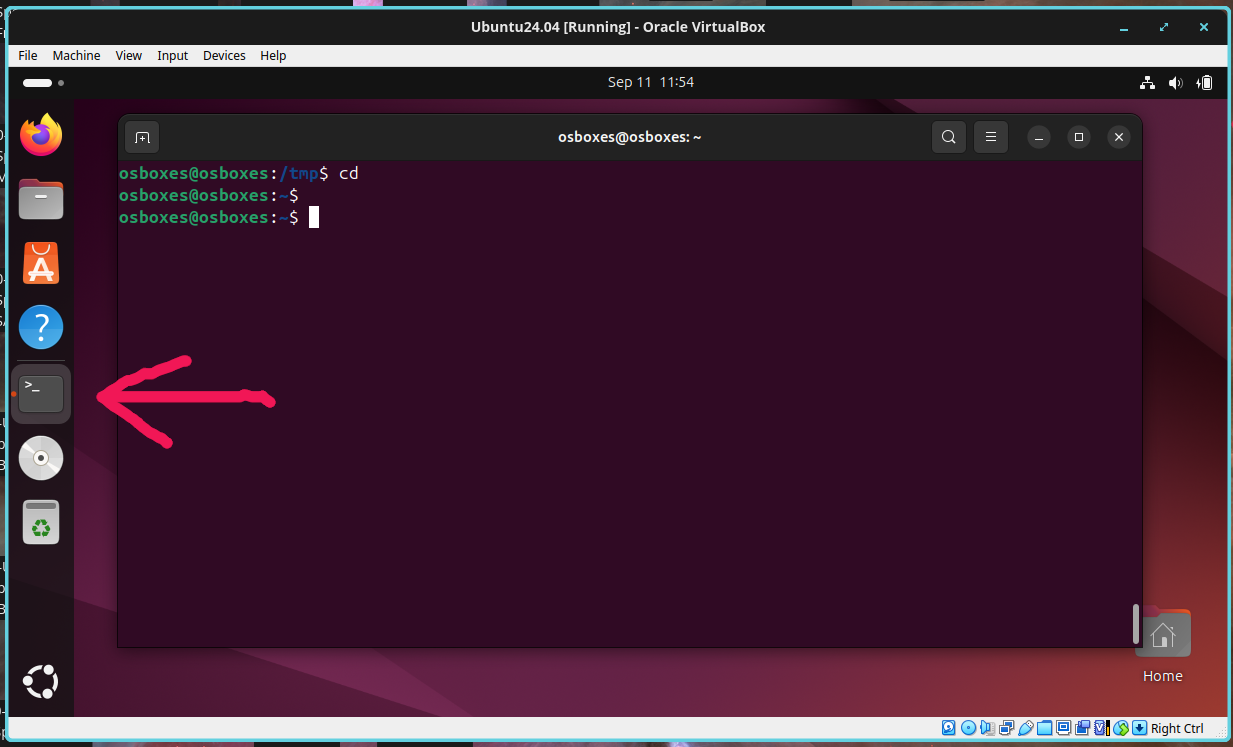 Ubuntu24.04 [Running] - Oracle VirtualBox
File Machine View Input Devices Help
Sep 11 11:54
osboxes@osboxes: ~
osboxes@osboxes:/tmp$ cd
osboxes@osboxes:~$
osboxes@osboxes:~$
>_
Home
Right Ctrl